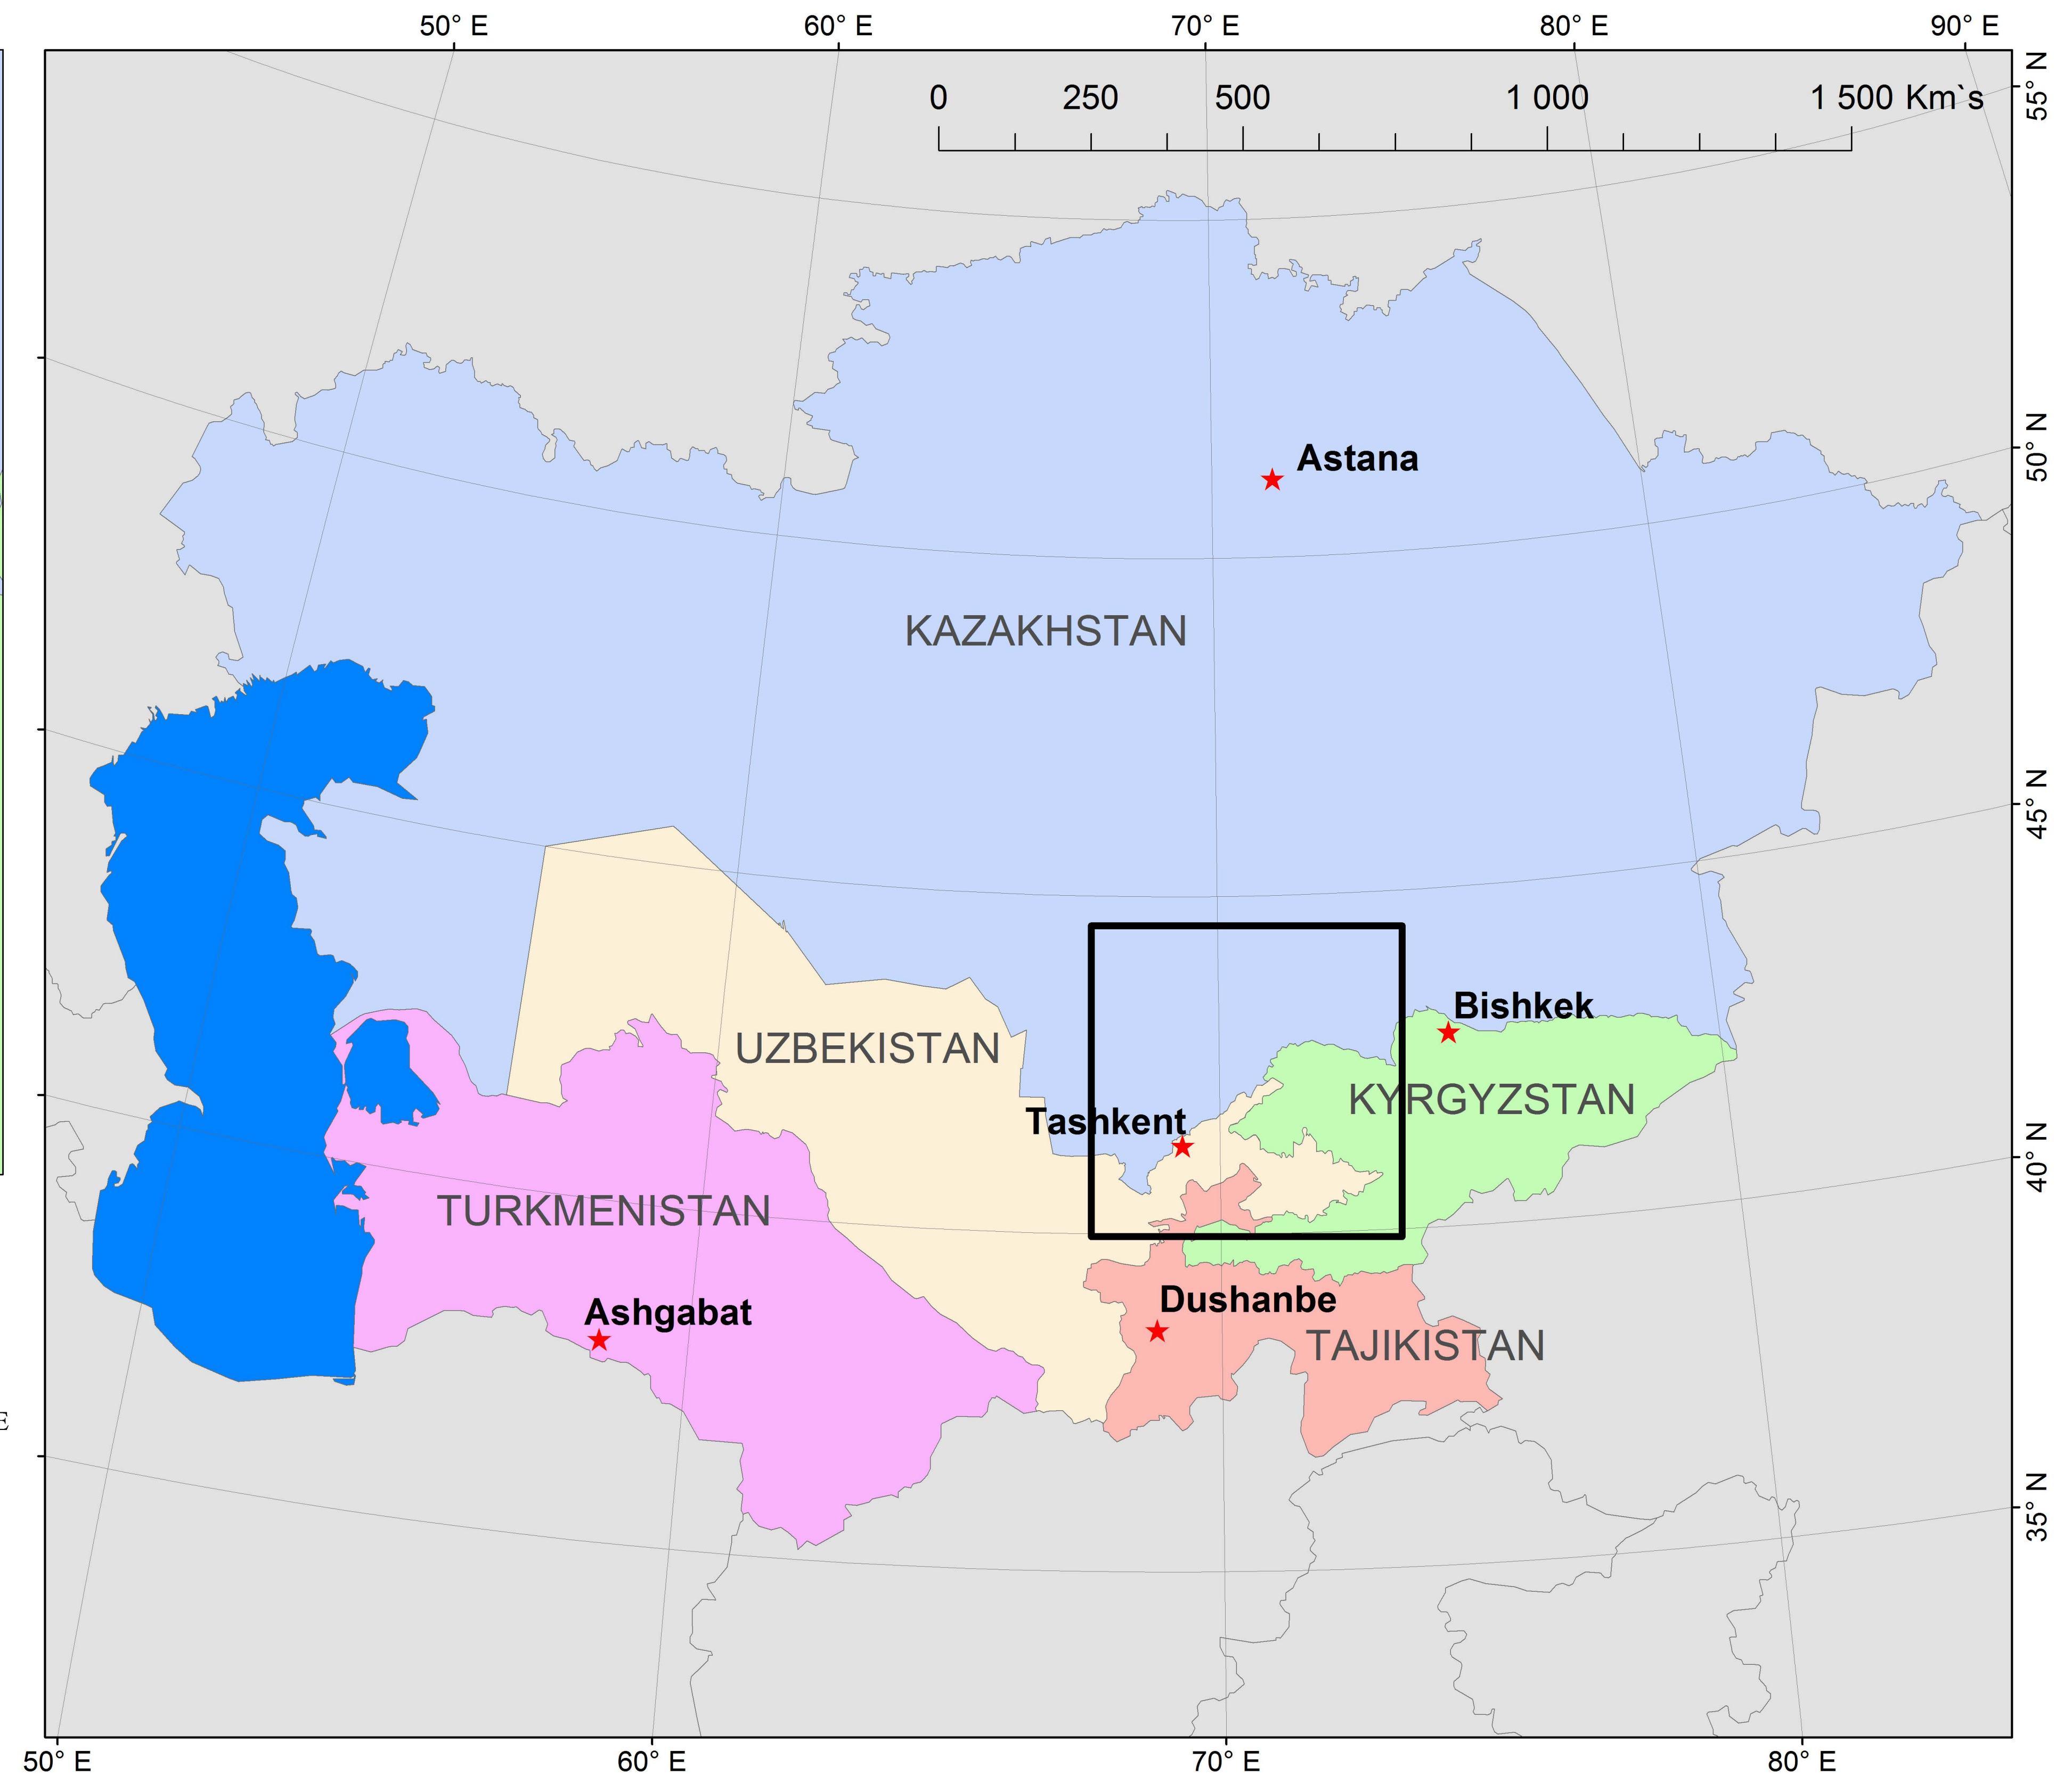 50° E 60° E 70° E 80° E 90° E
0 250 500 1 000 1 500 Km`s
55° N
Astana
50° N
KAZAKHSTAN
45° N
Bishkek
UZBEKISTAN
KYRGYZSTAN
Tashkent
40° N
TURKMENISTAN
Dushanbe
Ashgabat
TAJIKISTAN
E
35° N
50° E 60° E 70° E 80° E